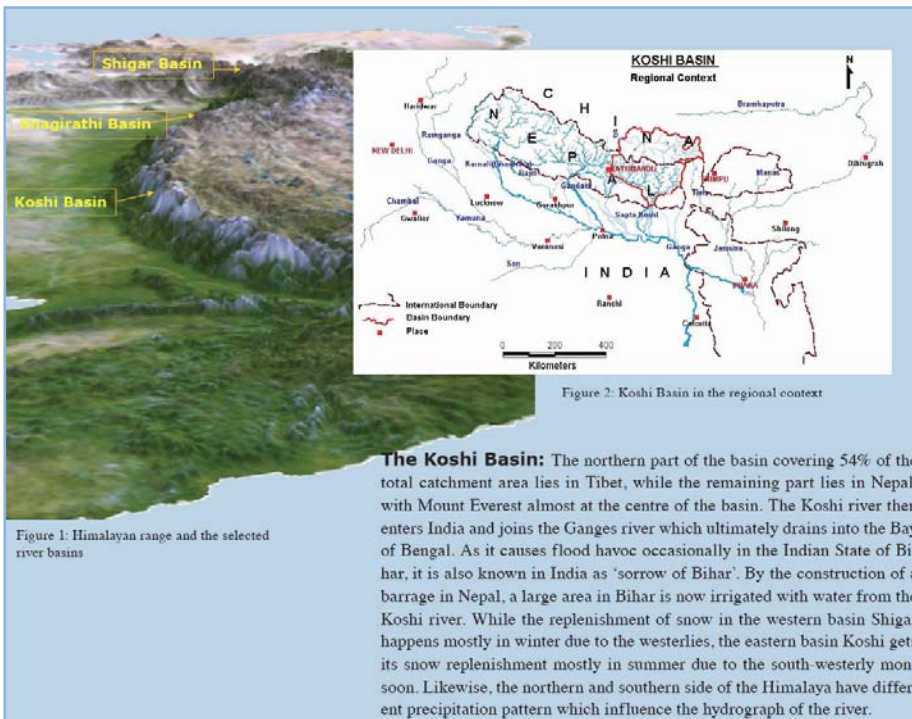 Shigar Basin
Bhagirathi Basin
Koshi Basin
KOSHI BASIN
Regional Context
N
C H I N A
N E P A L
I N D I A
Bramhaputra
Haridwar
Ramganga
NEW DELHI
Ganga
Rapti
Gandaki
Dibrugrah
Manas
Tista
Chambal
Lucknow
Gorakhpur
Gwalior
Yamuna
Sapta Koshi
Shillong
Varanasi
Patna
Ganga
Jamuna
Son
DHAKA
Ranchi
Calcutta
International Boundary
Basin Boundary
Place
0 200 400
Kilometers
Figure 2: Koshi Basin in the regional context
Figure 1: Himalayan range and the selected
river basins
The Koshi Basin: The northern part of the basin covering 54% of the
total catchment area lies in Tibet, while the remaining part lies in Nepal
with Mount Everest almost at the centre of the basin. The Koshi river then
enters India and joins the Ganges river which ultimately drains into the Bay
of Bengal. As it causes flood havoc occasionally in the Indian State of Bi
har, it is also known in India as ‘sorrow of Bihar’. By the construction of a
barrage in Nepal, a large area in Bihar is now irrigated with water from the
Koshi river. While the replenishment of snow in the western basin Shigar
happens mostly in winter due to the westerlies, the eastern basin Koshi gets
its snow replenishment mostly in summer due to the south-westerly mon
soon. Likewise, the northern and southern side of the Himalaya have differ
ent precipitation pattern which influence the hydrograph of the river.